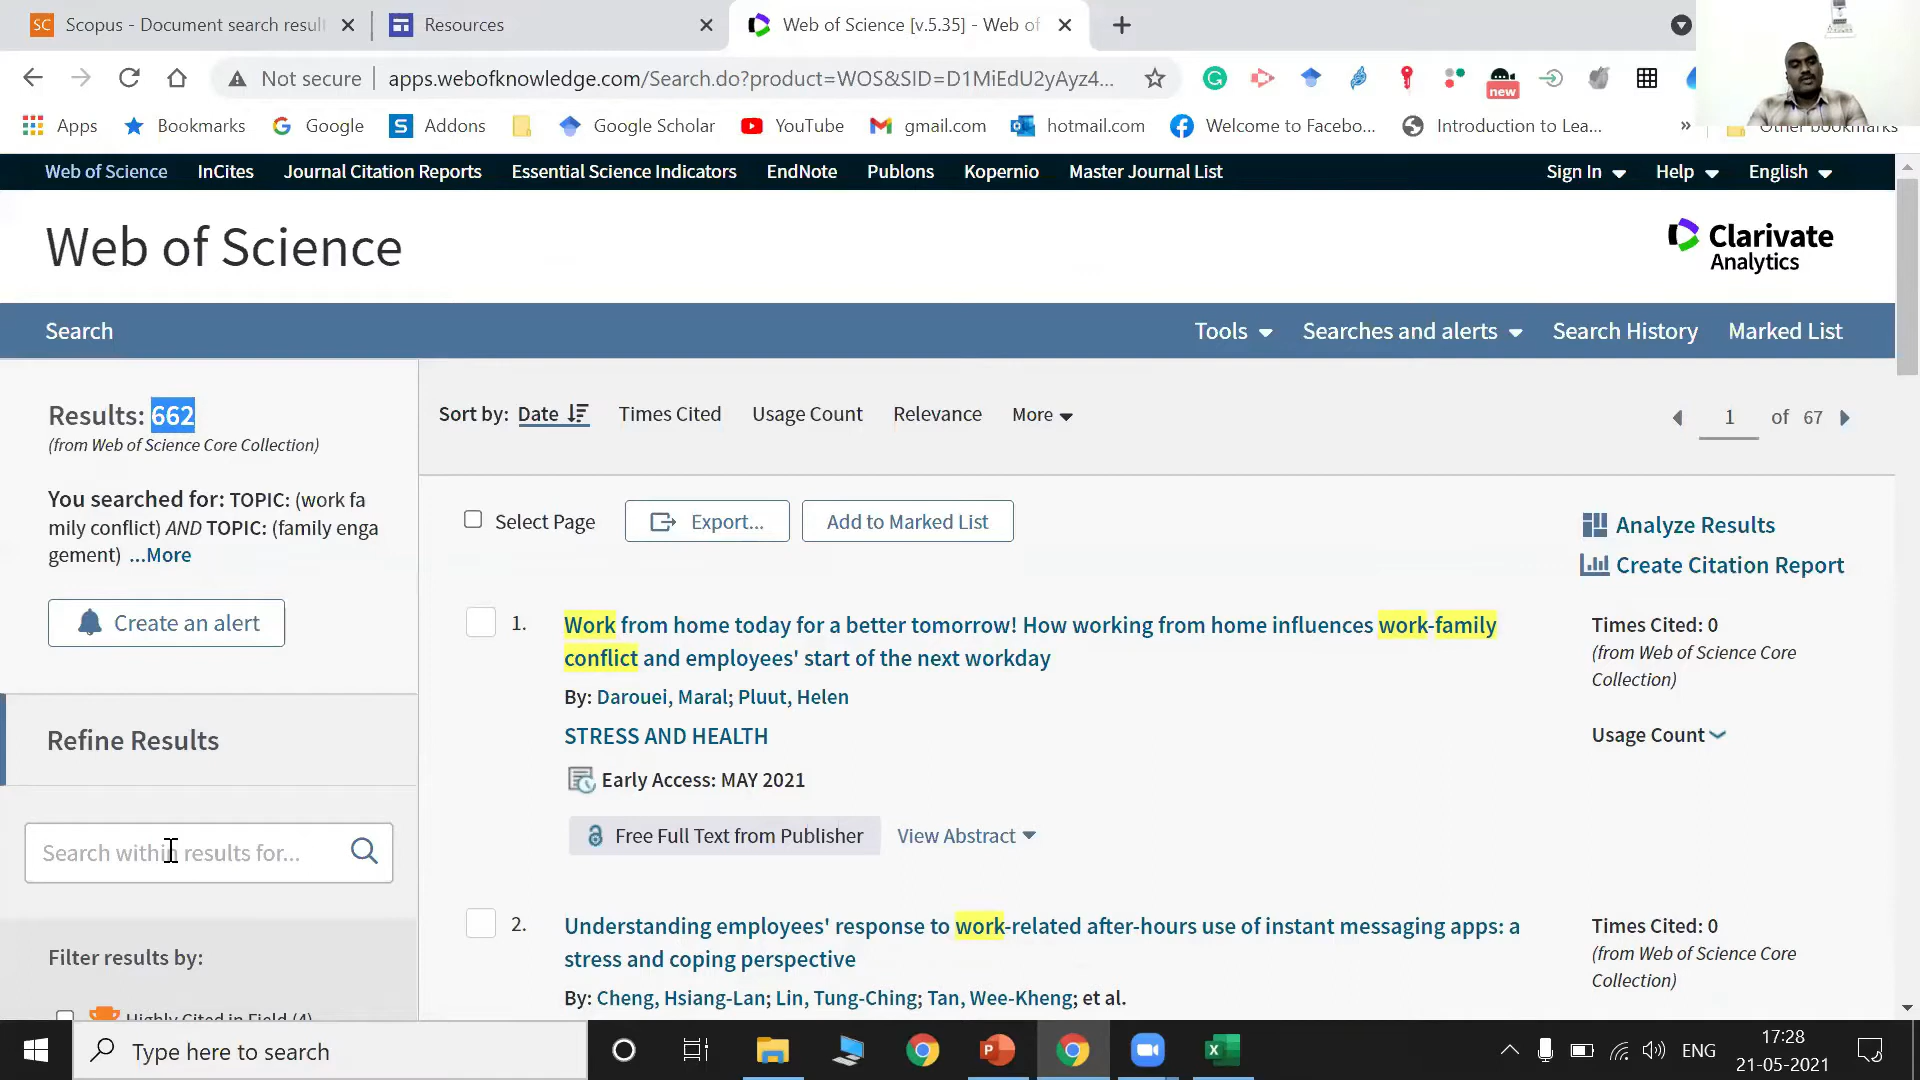 SC Scopus - Document search result
Resources
Web of Science [v.5.35] - Web of
Not secure apps.webofknowledge.com/Search.do?product=WOS&SID=D1MiEdU2yAyz4...
new
Apps Bookmarks Google Addons Google Scholar YouTube gmail.com hotmail.com Welcome to Facebo... Introduction to Lea... » Other bookmarks
Web of Science InCites Journal Citation Reports Essential Science Indicators EndNote Publons Kopernio Master Journal List Sign In Help English
Web of Science
Clarivate
Analytics
Search Tools Searches and alerts Search History Marked List
Results: 662
(from Web of Science Core Collection)
You searched for: TOPIC: (work fa
mily conflict) AND TOPIC: (family enga
gement) ...More
Create an alert
Refine Results
Search within results for...
Filter results by:
Highly Cited in Field (4)
Sort by: Date Times Cited Usage Count Relevance More
1 of 67
Select Page Export... Add to Marked List
Analyze Results
Create Citation Report
1. Work from home today for a better tomorrow! How working from home influences work-family
conflict and employees' start of the next workday
By: Darouei, Maral; Pluut, Helen
STRESS AND HEALTH
Early Access: MAY 2021
Free Full Text from Publisher View Abstract
Times Cited: 0
(from Web of Science Core
Collection)
Usage Count
2. Understanding employees' response to work-related after-hours use of instant messaging apps: a
stress and coping perspective
By: Cheng, Hsiang-Lan; Lin, Tung-Ching; Tan, Wee-Kheng; et al.
Times Cited: 0
(from Web of Science Core
Collection)
Type here to search
ENG
17:28
21-05-2021